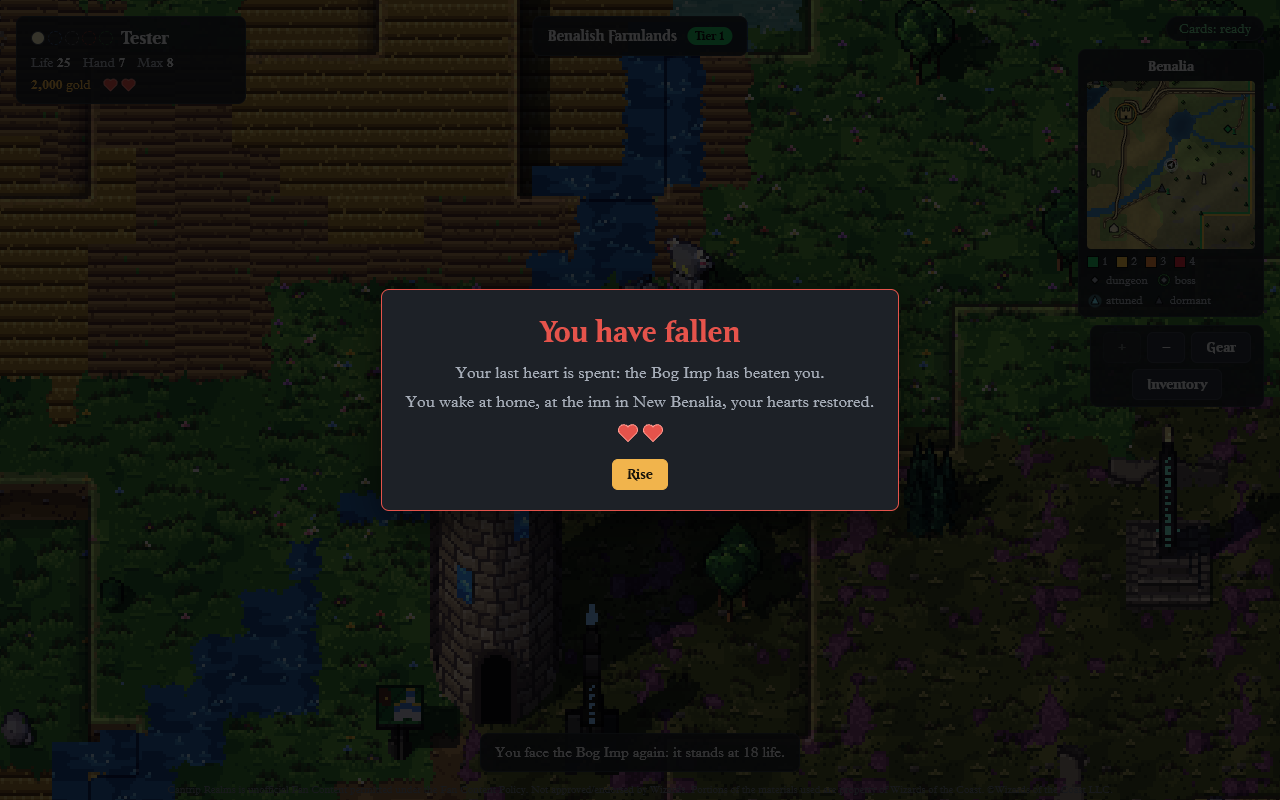 Tester
Life 25 Hand 7 Max 8
2,000 gold
Benalish Farmlands Tier 1
Cards: ready
Benalia
1 2 3 4
dungeon boss
attuned dormant
+ − Gear
Inventory
You have fallen
Your last heart is spent: the Bog Imp has beaten you.
You wake at home, at the inn in New Benalia, your hearts restored.
Rise
You face the Bog Imp again: it stands at 18 life.